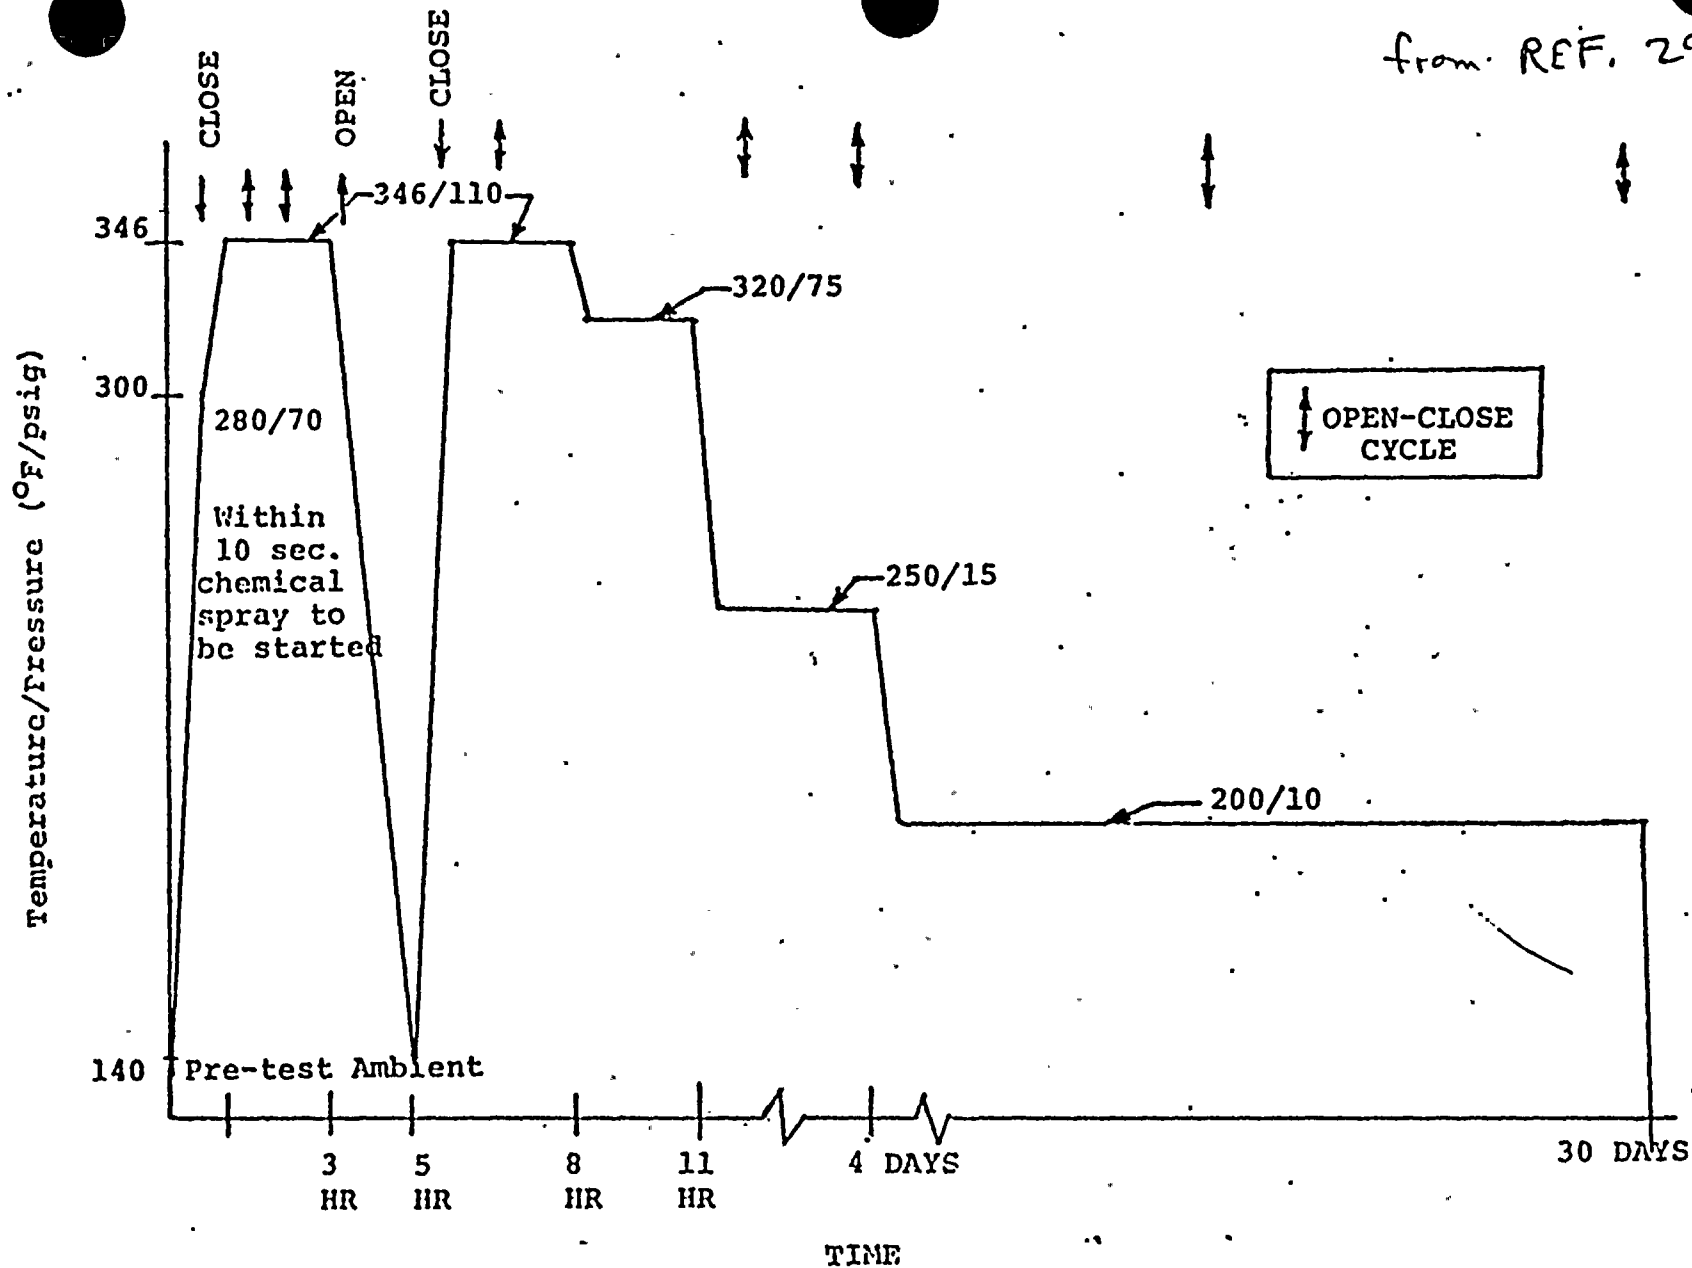 from REF.
CLOSE
OPEN
CLOSE
346/110
346
320/75
300
280/70
OPEN-CLOSE
CYCLE
Within
10 sec.
chemical
spray to
be started
250/15
200/10
Temperature/Pressure (°F/psig)
140
Pre-test Ambient
3
HR
5
HR
8
HR
11
HR
4 DAYS
30 DAYS
TIME